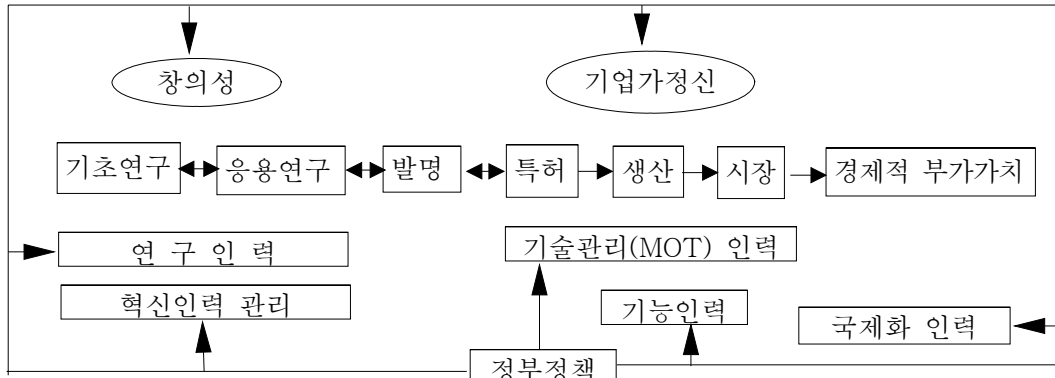 창의성
기업가정신
기초연구
응용연구
발명
특허
생산
시장
경제적 부가가치
연 구 인 력
기술관리(MOT) 인력
혁신인력 관리
기능인력
국제화 인력
정부정책